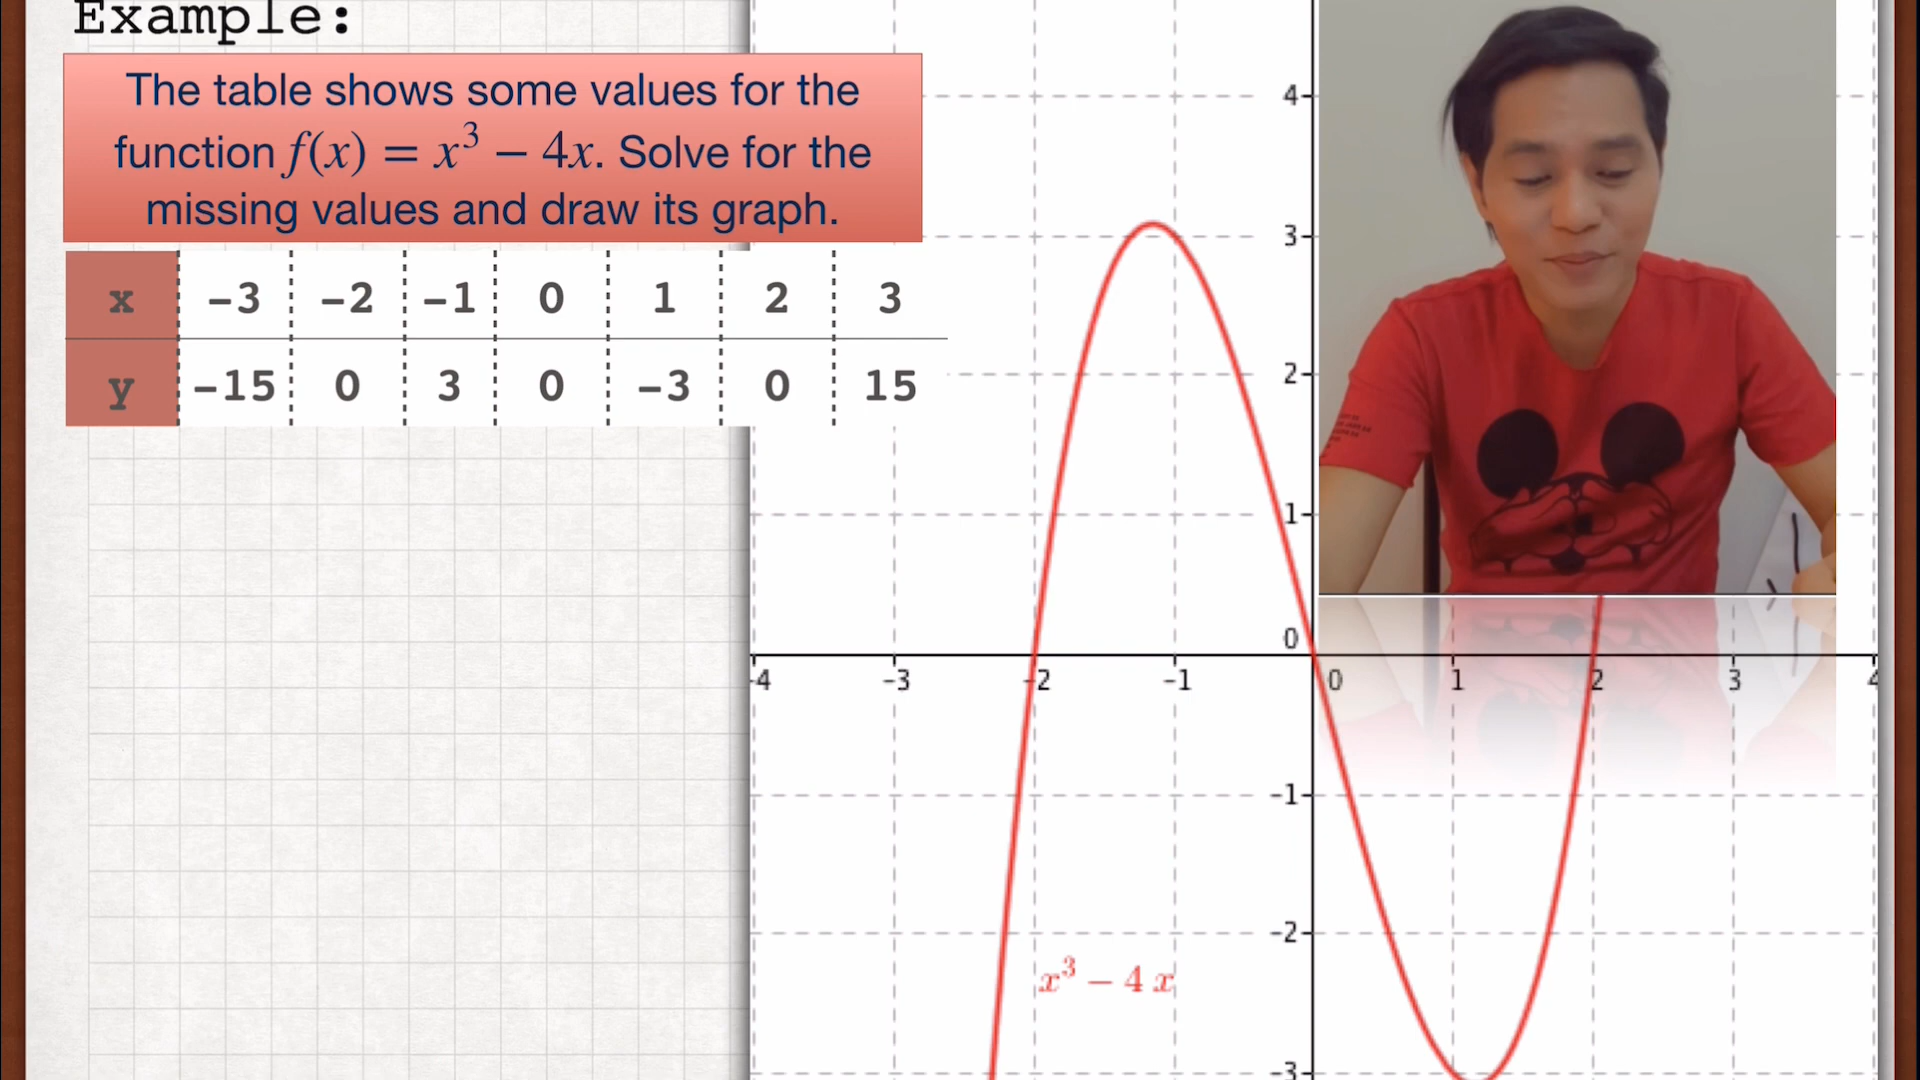 Example:
The table shows some values for the
function f(x) = x³ − 4x. Solve for the
missing values and draw its graph.
x −3 −2 −1 0 1 2 3
y −15 0 3 0 −3 0 15
4
3
2
1
0
-4 -3 -2 -1 0 1 2 3 4
-1
-2
x³ − 4 x
-3